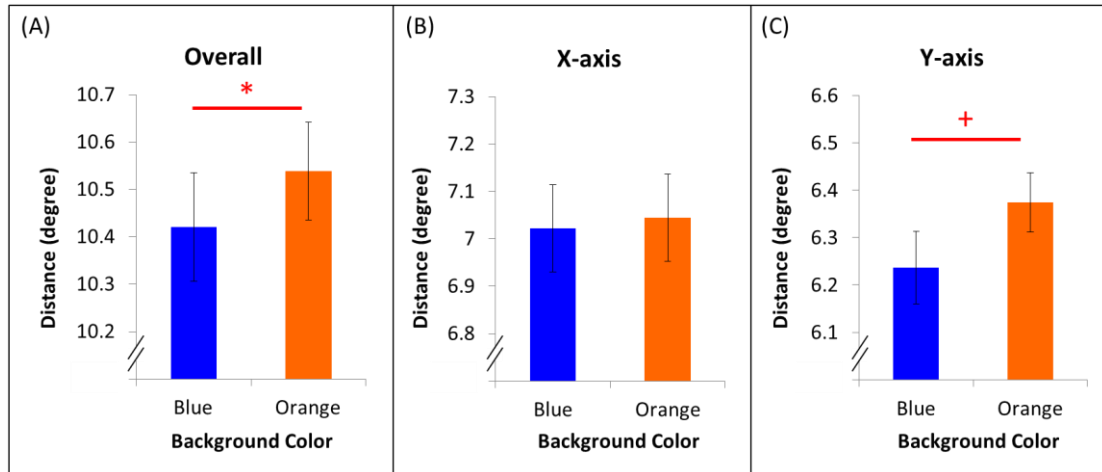 (A)
Overall
*
10.7
10.6
10.5
10.4
10.3
10.2
Distance (degree)
Blue Orange
Background Color
(B)
X-axis
7.3
7.2
7.1
7
6.9
6.8
Distance (degree)
Blue Orange
Background Color
(C)
Y-axis
+
6.6
6.5
6.4
6.3
6.2
6.1
Distance (degree)
Blue Orange
Background Color